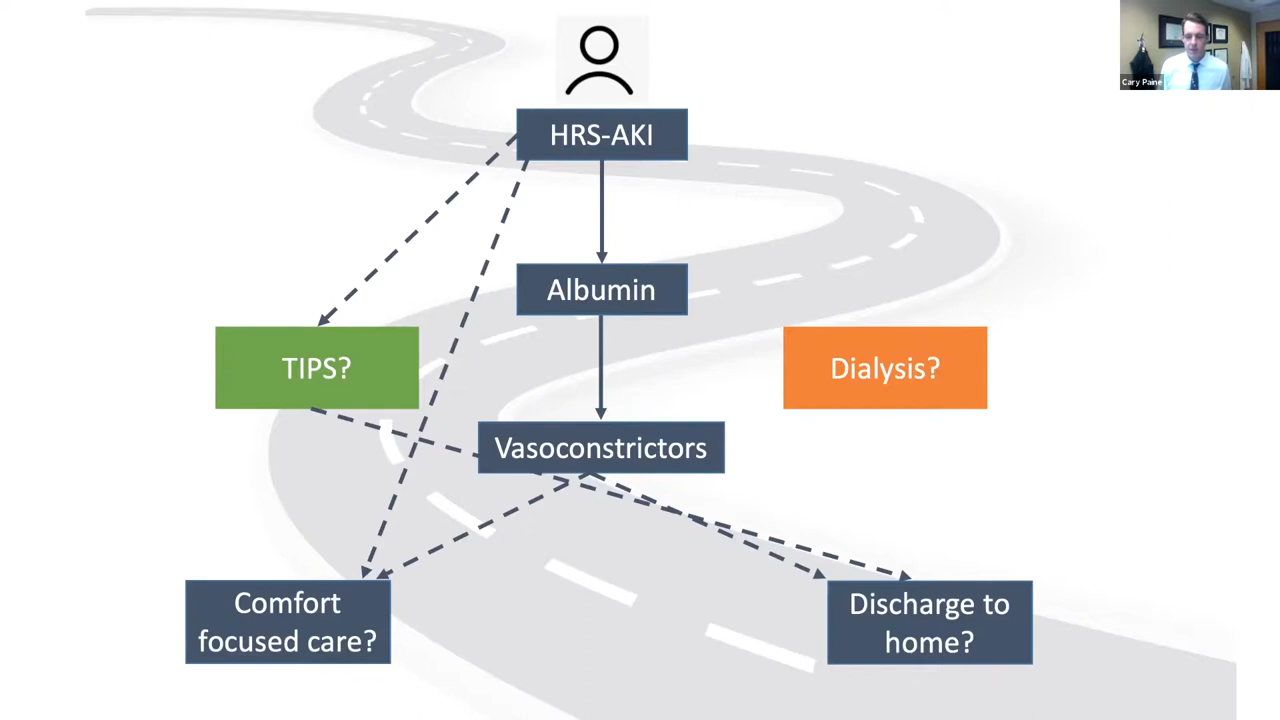 Cary Paine
HRS-AKI
Albumin
TIPS?
Dialysis?
Vasoconstrictors
Comfort
focused care?
Discharge to
home?